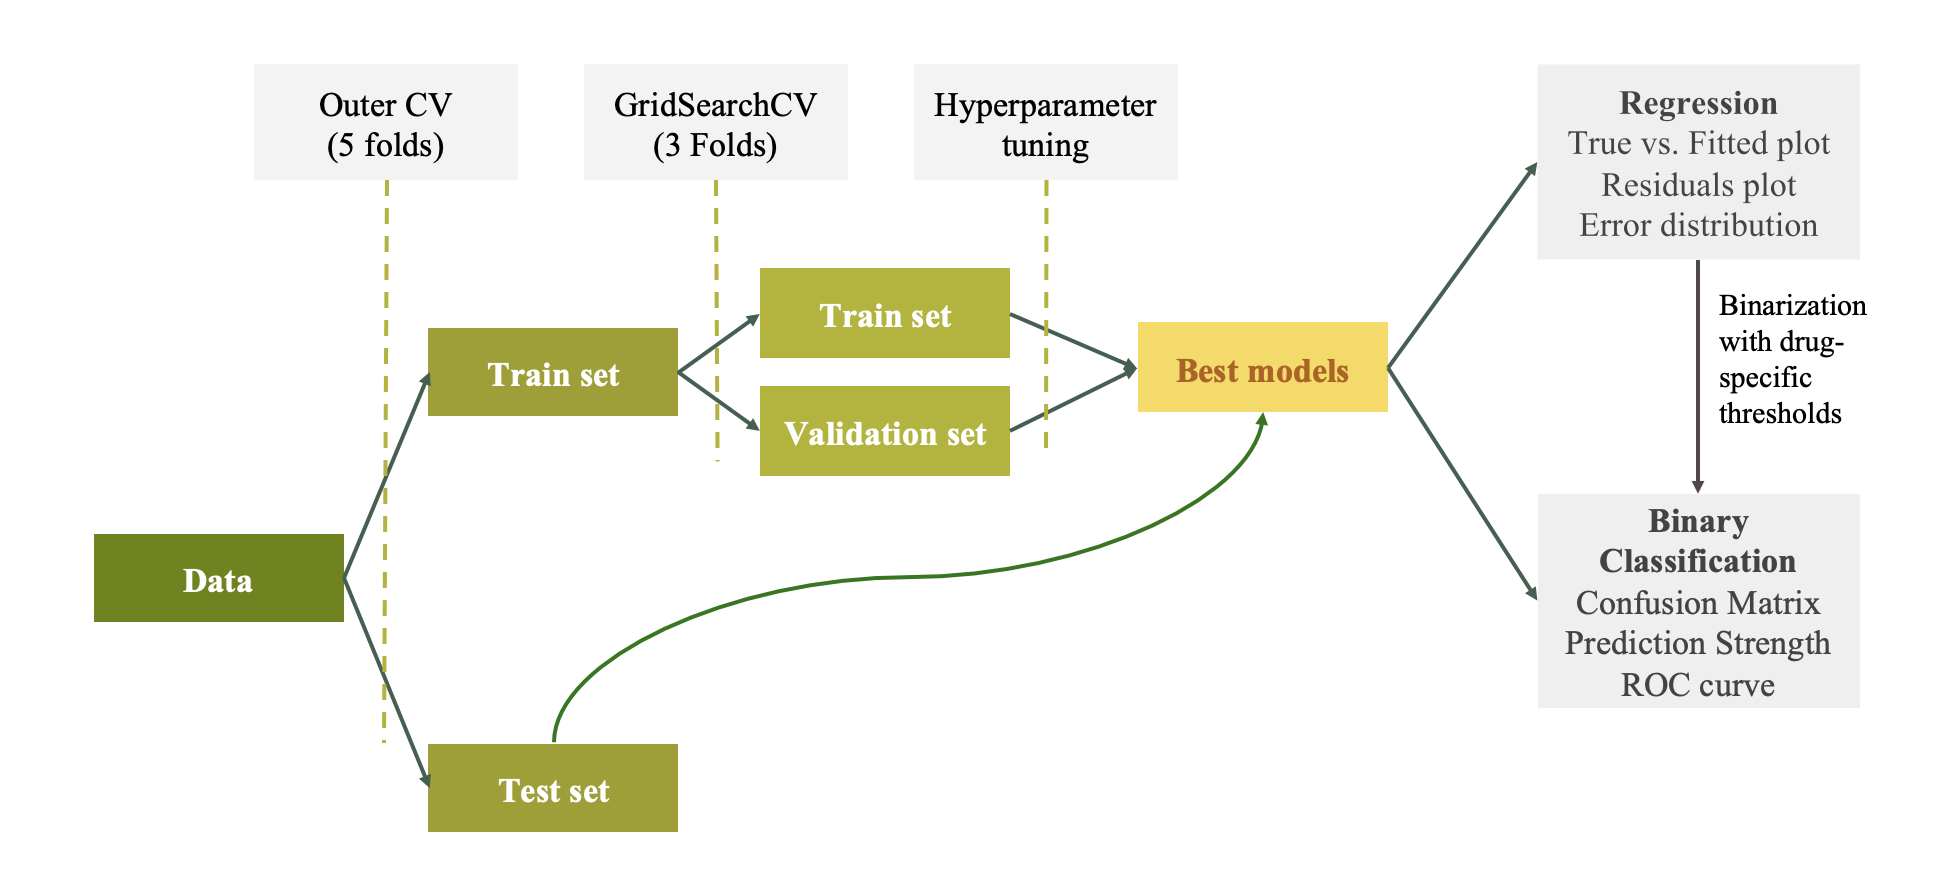 Outer CV
(5 folds)
GridSearchCV
(3 Folds)
Hyperparameter
tuning
Regression
True vs. Fitted plot
Residuals plot
Error distribution
Train set
Validation set
Train set
Best models
Binarization
with drug-
specific
thresholds
Data
Test set
Binary
Classification
Confusion Matrix
Prediction Strength
ROC curve